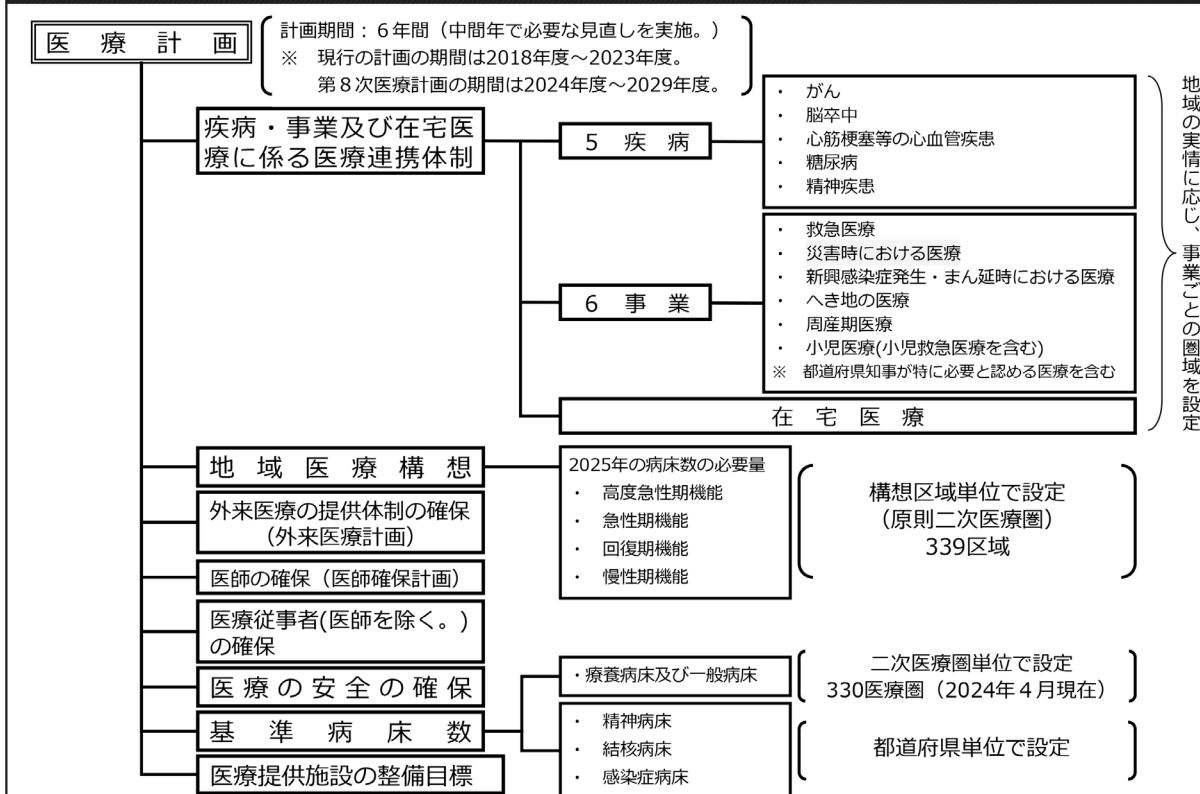 医療計画
計画期間：６年間（中間年で必要な見直しを実施。）
※　現行の計画の期間は2018年度～2023年度。
第８次医療計画の期間は2024年度～2029年度。
疾病・事業及び在宅医
療に係る医療連携体制
５疾病
・　がん
・　脳卒中
・　心筋梗塞等の心血管疾患
・　糖尿病
・　精神疾患
６事業
・　救急医療
・　災害時における医療
・　新興感染症発生・まん延時における医療
・　へき地の医療
・　周産期医療
・　小児医療(小児救急医療を含む)
※　都道府県知事が特に必要と認める医療を含む
在宅医療
地域の実情に応じ、事業ごとの圏域を設定
地域医療構想
2025年の病床数の必要量
・　高度急性期機能
・　急性期機能
・　回復期機能
・　慢性期機能
構想区域単位で設定
(原則二次医療圏)
339区域
外来医療の提供体制の確保
（外来医療計画）
医師の確保（医師確保計画）
医療従事者(医師を除く。)
の確保
医療の安全の確保
基準病床数
・療養病床及び一般病床
二次医療圏単位で設定
330医療圏（2024年４月現在）
・　精神病床
・　結核病床
・　感染症病床
都道府県単位で設定
医療提供施設の整備目標